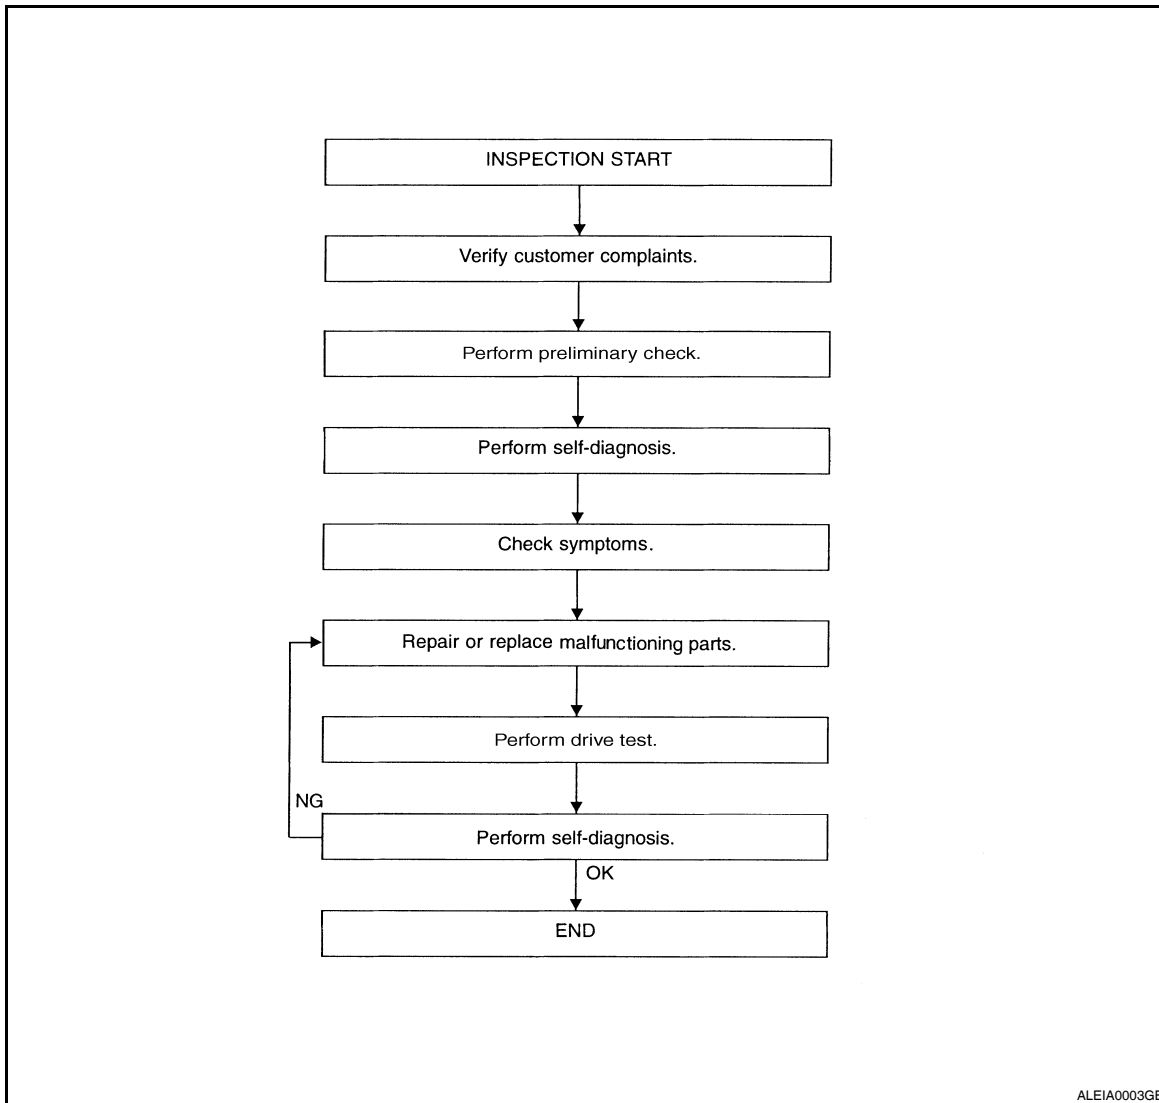 INSPECTION START
Verify customer complaints.
Perform preliminary check.
Perform self-diagnosis.
Check symptoms.
Repair or replace malfunctioning parts.
Perform drive test.
NG
Perform self-diagnosis.
OK
END
ALEIA0003GB